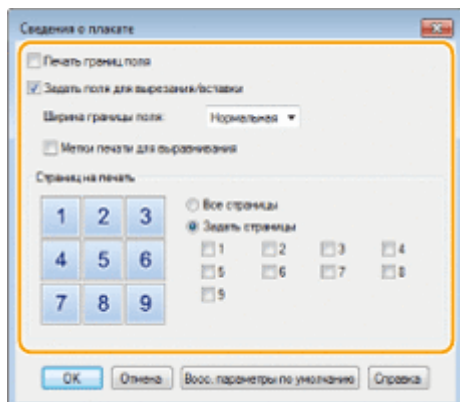 Сведения о плакате
Печать границ поля
Задать поля для вырезания/вставки
Ширина границы поля: Нормальная
Метки печати для выравнивания
Страниц на печать
1 2 3
4 5 6
7 8 9
Все страницы
Задать страницы
1 2 3 4
5 6 7 8
9
OK Отмена Восс. параметры по умолчанию Справка